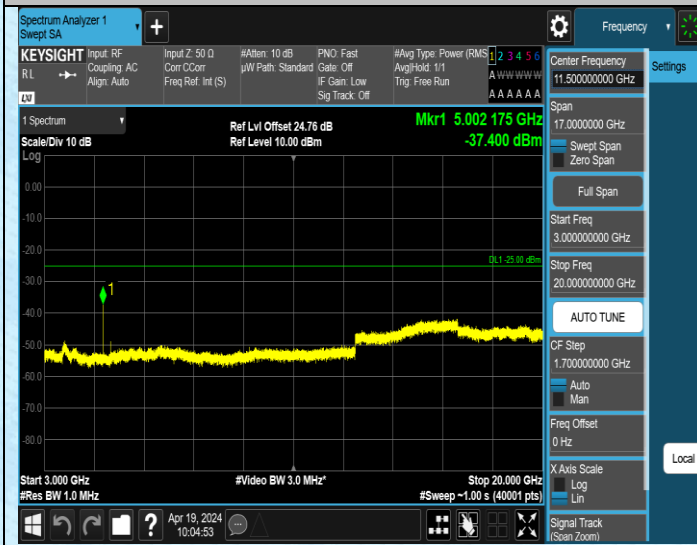 Spectrum Analyzer 1
Swept SA
+
Frequency
KEYSIGHT
RL
LXI
Input: RF
Coupling: AC
Align: Auto
Input Z: 50 Ω
Corr CCorr
Freq Ref: Int (S)
#Atten: 10 dB
µW Path: Standard
PNO: Fast
Gate: Off
IF Gain: Low
Sig Track: Off
#Avg Type: Power (RMS
Avg|Hold: 1/1
Trig: Free Run
1 2 3 4 5 6
A W W W W W
A A A A A A
1 Spectrum
Scale/Div 10 dB
Log
Ref Lvl Offset 24.76 dB
Ref Level 10.00 dBm
Mkr1 5.002 175 GHz
-37.400 dBm
0.00
-10.0
-20.0
-30.0
-40.0
-50.0
-60.0
-70.0
-80.0
DL1 -25.00 dBm
1
Start 3.000 GHz
#Res BW 1.0 MHz
#Video BW 3.0 MHz*
Stop 20.000 GHz
#Sweep ~1.00 s (40001 pts)
?
Apr 19, 2024
10:04:53
Center Frequency
11.500000000 GHz
Settings
Span
17.0000000 GHz
Swept Span
Zero Span
Full Span
Start Freq
3.000000000 GHz
Stop Freq
20.000000000 GHz
AUTO TUNE
CF Step
1.700000000 GHz
Auto
Man
Freq Offset
0 Hz
X Axis Scale
Log
Lin
Local
Signal Track
(Span Zoom)